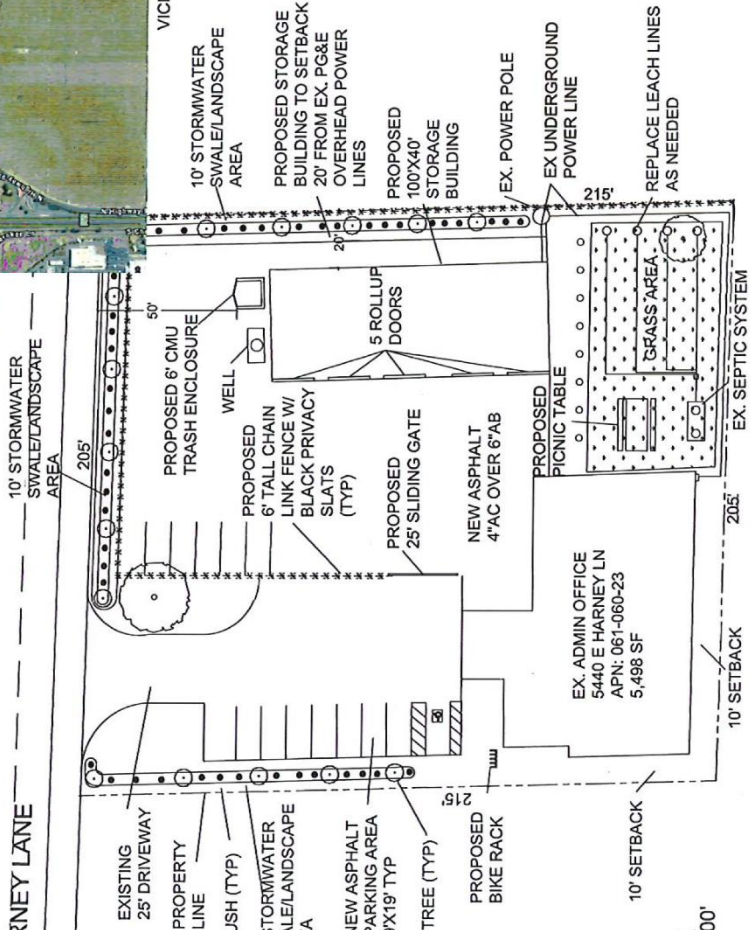 VICI
10' STORMWATER
SWALE/LANDSCAPE
AREA
RNEY LANE
205'
50'
PROPOSED 6' CMU
TRASH ENCLOSURE
WELL
PROPOSED
6' TALL CHAIN
LINK FENCE W/
BLACK PRIVACY
SLATS
(TYP)
PROPOSED
25' SLIDING GATE
NEW ASPHALT
4"AC OVER 6"AB
5 ROLLUP
DOORS
20'
10' STORMWATER
SWALE/LANDSCAPE
AREA
PROPOSED STORAGE
BUILDING TO SETBACK
20' FROM EX. PG&E
OVERHEAD POWER
LINES
PROPOSED
100'X40'
STORAGE
BUILDING
EX. POWER POLE
EX UNDERGROUND
POWER LINE
215'
REPLACE LEACH LINES
AS NEEDED
GRASS AREA
PROPOSED
PICNIC TABLE
EX. SEPTIC SYSTEM
EXISTING
25' DRIVEWAY
PROPERTY
LINE
USH (TYP)
STORMWATER
ALE/LANDSCAPE
EA
NEW ASPHALT
PARKING AREA
9'X19' TYP
TREE (TYP)
215'
PROPOSED
BIKE RACK
EX. ADMIN OFFICE
5440 E HARNEY LN
APN: 061-060-23
5,498 SF
205'
10' SETBACK
10' SETBACK
00'